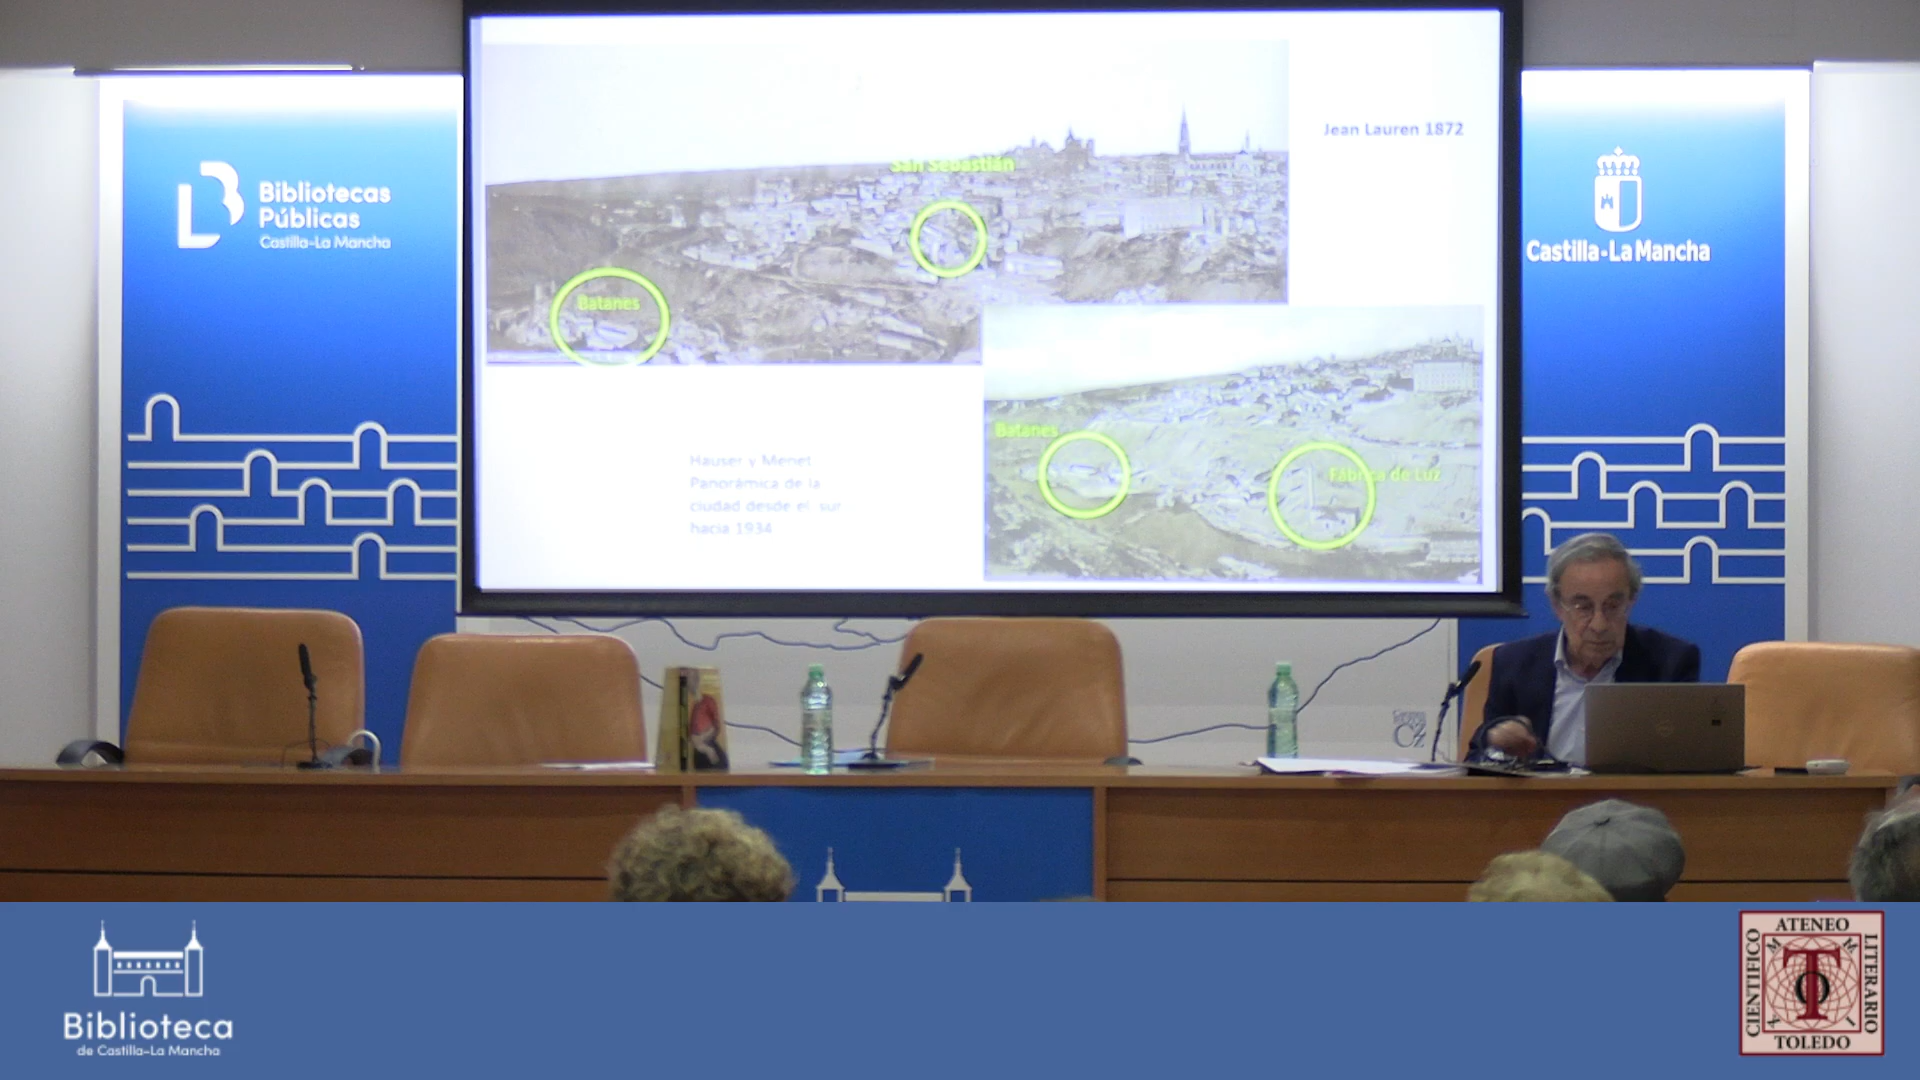 Bibliotecas
Públicas
Castilla-La Mancha
Jean Lauren 1872
San Sebastián
Batanes
Batanes
Fábrica de Luz
Hauser y Menet
Panorámica de la
ciudad desde el sur
hacia 1934
Castilla-La Mancha
Biblioteca
de Castilla-La Mancha
CIENTÍFICO
ATENEO
LITERARIO
TOLEDO